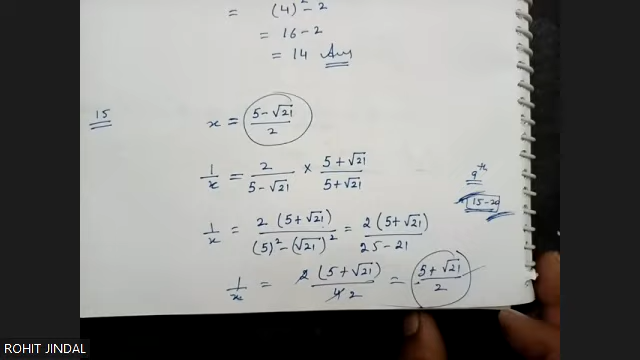 = (4)² - 2
= 16 - 2
= 14 Ans
15
x = (5 - √21)/2
1/x = 2/(5 - √21) × (5 + √21)/(5 + √21)
9th
15-20
1/x = 2(5 + √21)/((5)² - (√21)²) = 2(5 + √21)/(25 - 21)
1/x = 2(5 + √21)/(4 2) = (5 + √21)/2
ROHIT JINDAL